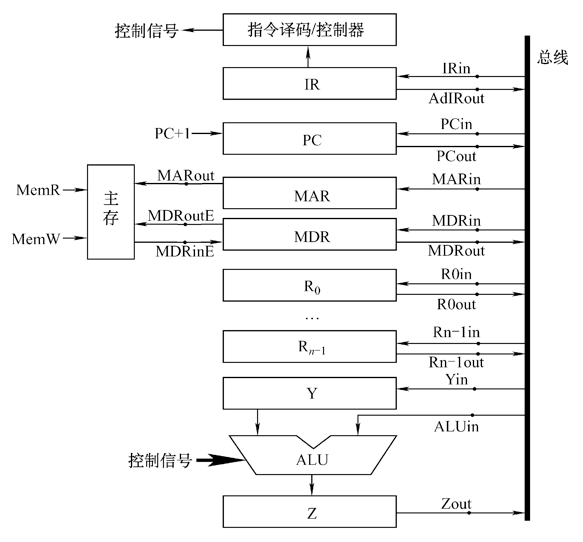 控制信号
指令译码/控制器
总线
IRin
IR
AdIRout
PC+1
PC
PCin
PCout
MARout
MARin
MemR
主存
MAR
MDRoutE
MDRin
MemW
MDR
MDRinE
MDRout
R0in
R₀
R0out
…
Rn-1in
Rₙ₋₁
Rn-1out
Yin
Y
ALUin
控制信号
ALU
Zout
Z